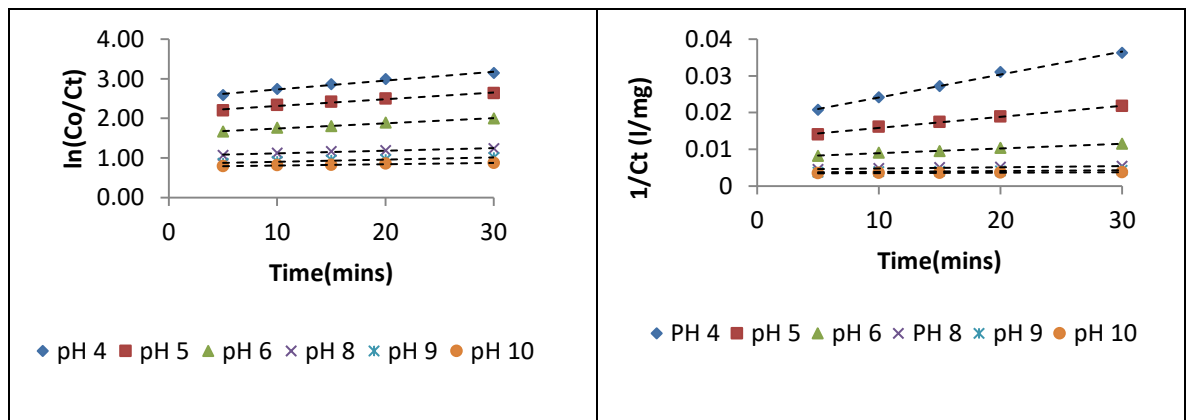 4.00
3.00
2.00
1.00
0.00
ln(Co/Ct)
0 10 20 30
Time(mins)
pH 4 pH 5 pH 6 pH 8 pH 9 pH 10
0.04
0.03
0.02
0.01
0
1/Ct (l/mg)
0 10 20 30
Time(mins)
PH 4 pH 5 pH 6 PH 8 pH 9 pH 10